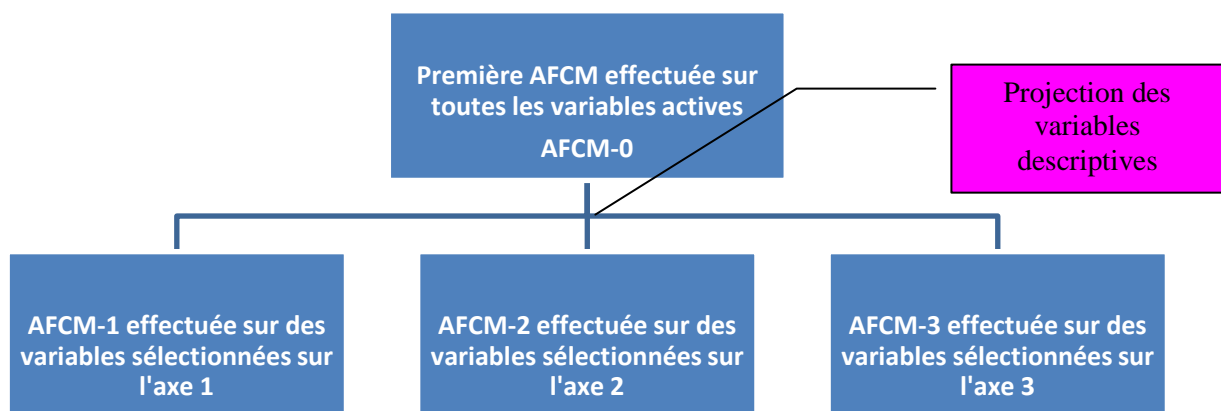 Première AFCM effectuée sur
toutes les variables actives
AFCM-0
Projection des
variables
descriptives
AFCM-1 effectuée sur des
variables sélectionnées sur
l'axe 1
AFCM-2 effectuée sur des
variables sélectionnées sur
l'axe 2
AFCM-3 effectuée sur des
variables sélectionnées sur
l'axe 3